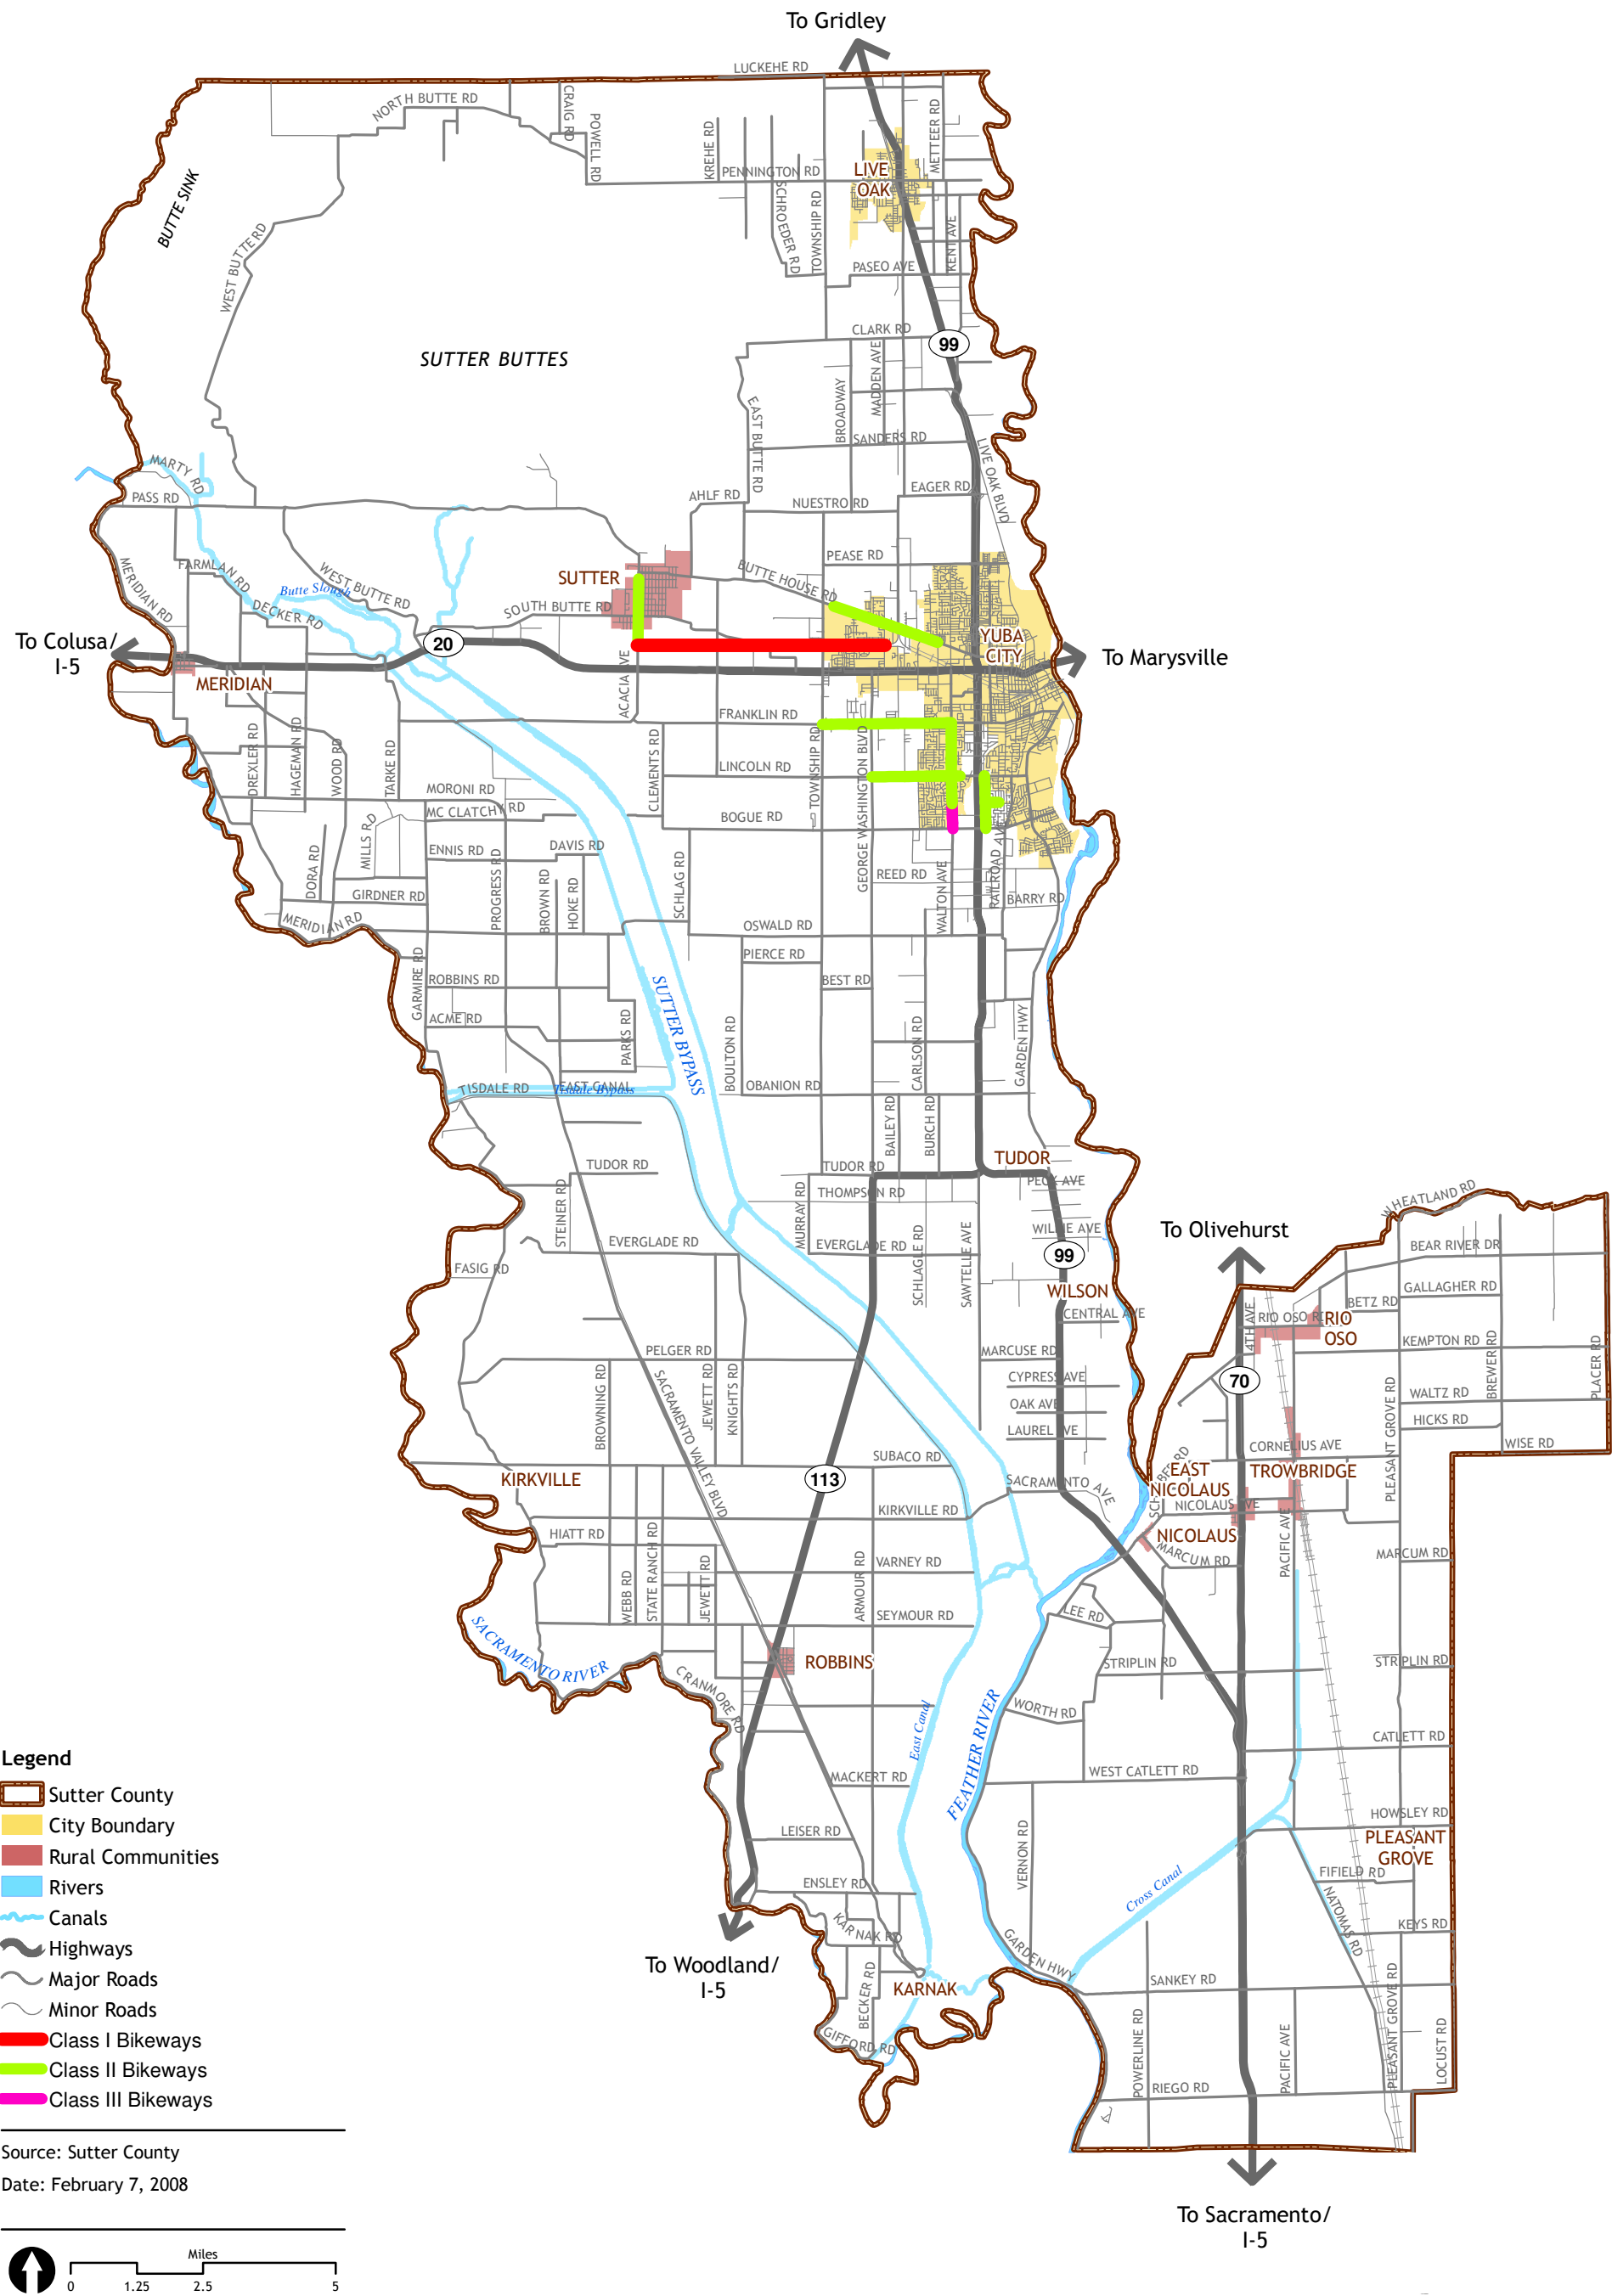 To Gridley
LUCKEHE RD
NORTH BUTTE RD
CRAIG RD
POWELL RD
KREHE RD
METTEER RD
PENNINGTON RD
LIVE
OAK
BUTTE SINK
SCHROEDER RD
TOWNSHIP RD
KENT AVE
WEST BUTTE RD
PASEO AVE
CLARK RD
99
SUTTER BUTTES
MADDEN AVE
BROADWAY
EAST BUTTE RD
SANDERS RD
LIVE OAK BLVD
MARTY RD
PASS RD
AHLF RD
EAGER RD
NUESTRO RD
PEASE RD
MERIDIAN RD
FARMLAN RD
WEST BUTTE RD
Butte Slough
SUTTER
BUTTE HOUSE RD
DECKER RD
SOUTH BUTTE RD
To Colusa/
I-5
20
YUBA
CITY
To Marysville
MERIDIAN
ACACIA AVE
FRANKLIN RD
DREXLER RD
HAGEMAN RD
WOOD RD
TARKE RD
CLEMENTS RD
LINCOLN RD
TOWNSHIP RD
GEORGE WASHINGTON BLVD
MORONI RD
MC CLATCHY RD
BOGUE RD
MILLS RD
DORA RD
ENNIS RD
DAVIS RD
PROGRESS RD
BROWN RD
HOKE RD
SCHLAG RD
REED RD
WALTON AVE
RAILROAD AVE
GIRDNER RD
BARRY RD
MERIDIAN RD
OSWALD RD
PIERCE RD
GARMIRE RD
ROBBINS RD
BEST RD
SUTTER BYPASS
ACME RD
PARKS RD
BOULTON RD
CARLSON RD
GARDEN HWY
TISDALE RD
EAST CANAL
Tisdale Bypass
OBANION RD
BAILEY RD
BURCH RD
TUDOR RD
TUDOR RD
TUDOR
PECK AVE
THOMPSON RD
STEINER RD
MURRAY RD
WILLIE AVE
WHEATLAND RD
To Olivehurst
EVERGLADE RD
EVERGLADE RD
SCHLAGLE RD
SAWTELLE AVE
99
BEAR RIVER DR
FASIG RD
WILSON
GALLAGHER RD
BETZ RD
CENTRAL AVE
4TH AVE
RIO OSO RD
RIO
OSO
KEMPTON RD
BREWER RD
PLACER RD
PELGER RD
MARCUSE RD
SACRAMENTO VALLEY BLVD
JEWETT RD
KNIGHTS RD
BROWNING RD
CYPRESS AVE
70
PLEASANT GROVE RD
WALTZ RD
OAK AVE
HICKS RD
LAUREL AVE
CORNELIUS AVE
WISE RD
SUBACO RD
KIRKVILLE
113
SACRAMENTO AVE
EAST
NICOLAUS
TROWBRIDGE
NICOLAUS AVE
KIRKVILLE RD
HIATT RD
NICOLAUS
PACIFIC AVE
MARCUM RD
MARCUM RD
STATE RANCH RD
WEBB RD
JEWETT RD
ARMOUR RD
VARNEY RD
SEYMOUR RD
LEE RD
SACRAMENTO RIVER
ROBBINS
CRANMORE RD
STRIPLIN RD
STRIPLIN RD
WORTH RD
East Canal
FEATHER RIVER
CATLETT RD
WEST CATLETT RD
MACKERT RD
HOWSLEY RD
LEISER RD
VERNON RD
PLEASANT
GROVE
FIFIELD RD
ENSLEY RD
Cross Canal
NATOMAS RD
KARNAK RD
KEYS RD
GARDEN HWY
To Woodland/
I-5
SANKEY RD
KARNAK
BECKER RD
GIFFORD RD
POWERLINE RD
PACIFIC AVE
PLEASANT GROVE RD
LOCUST RD
RIEGO RD
To Sacramento/
I-5
Legend
Sutter County
City Boundary
Rural Communities
Rivers
Canals
Highways
Major Roads
Minor Roads
Class I Bikeways
Class II Bikeways
Class III Bikeways
Source: Sutter County
Date: February 7, 2008
Miles
0 1.25 2.5 5